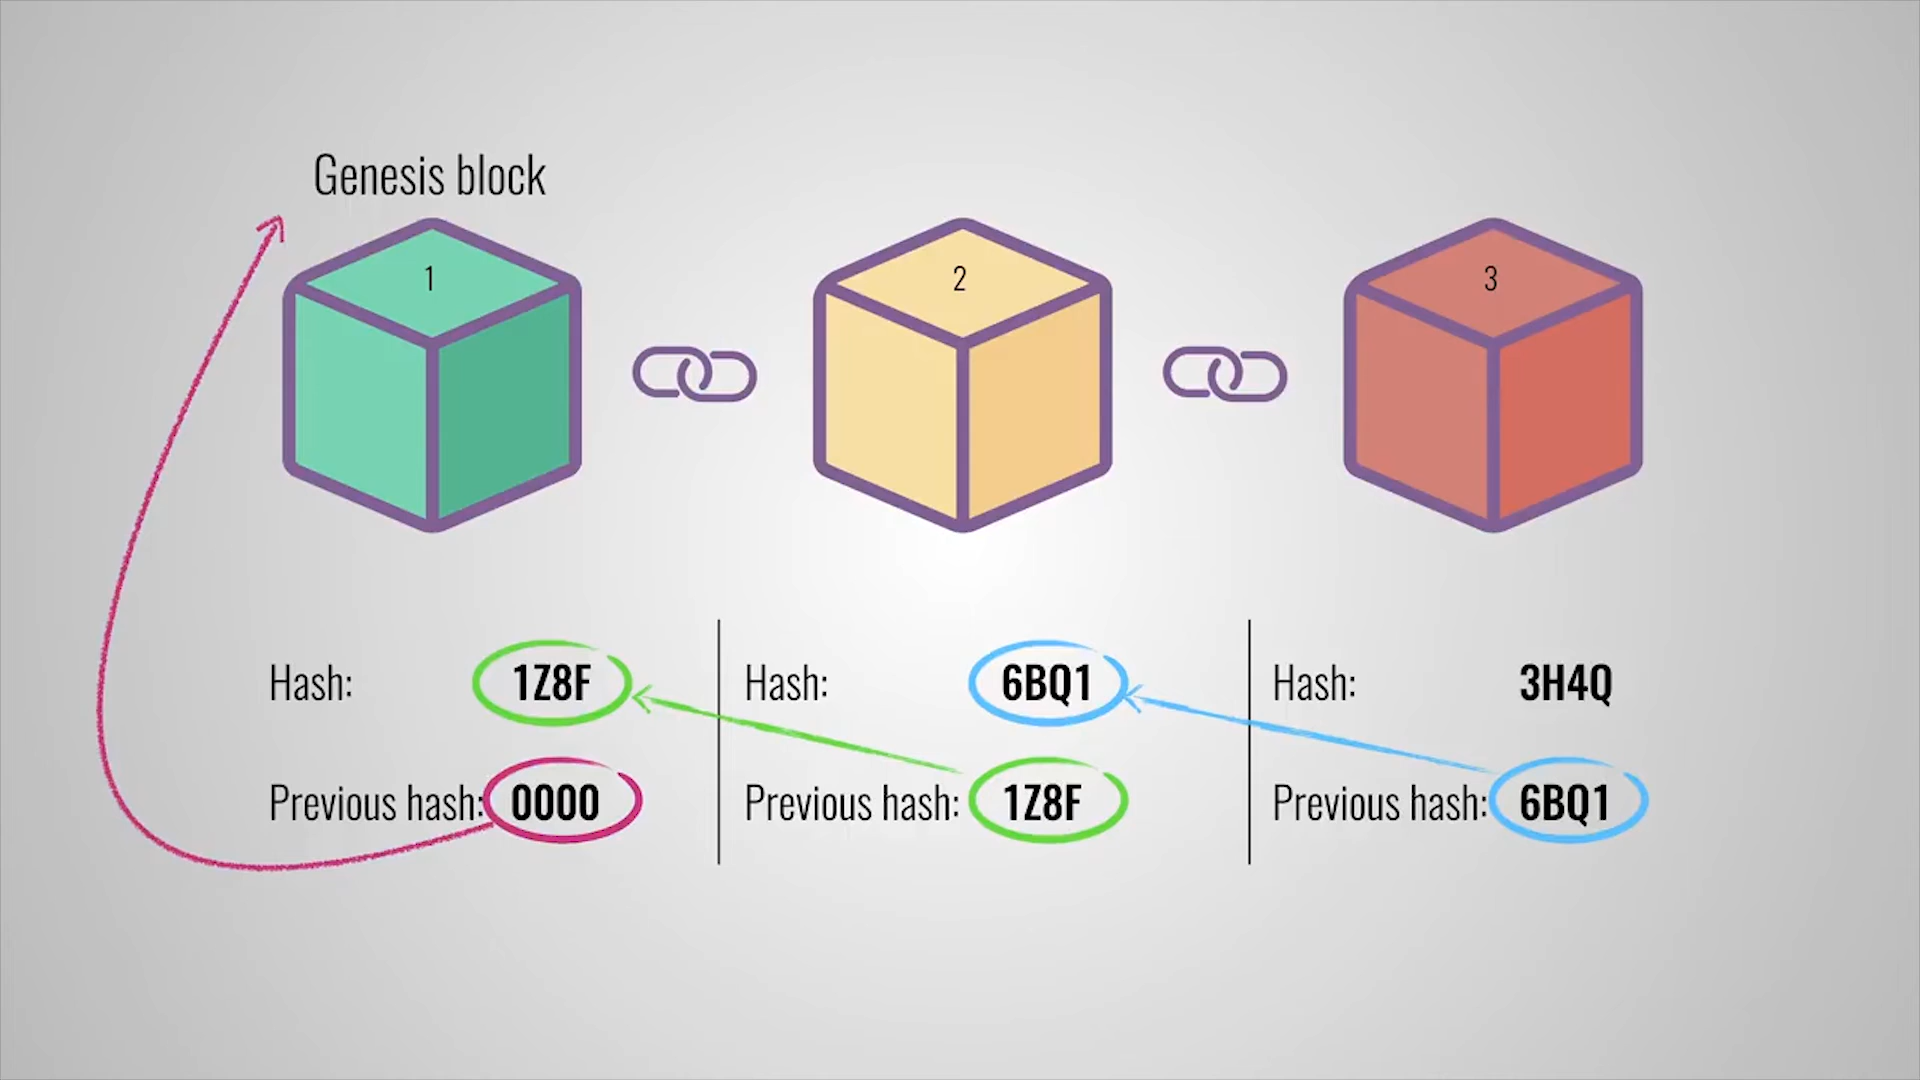 Genesis block
1
2
3
Hash: 1Z8F
Hash: 6BQ1
Hash: 3H4Q
Previous hash: 0000
Previous hash: 1Z8F
Previous hash: 6BQ1